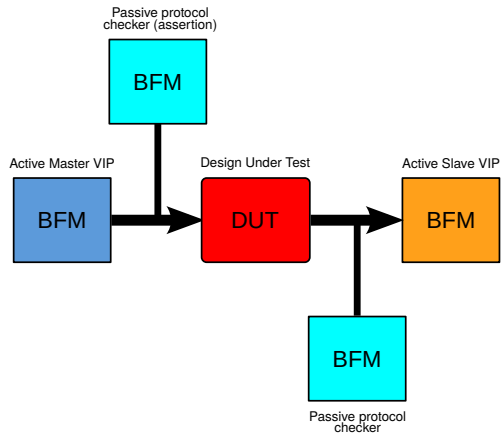 Passive protocol
checker (assertion)
BFM
Active Master VIP
Design Under Test
Active Slave VIP
BFM
DUT
BFM
BFM
Passive protocol
checker